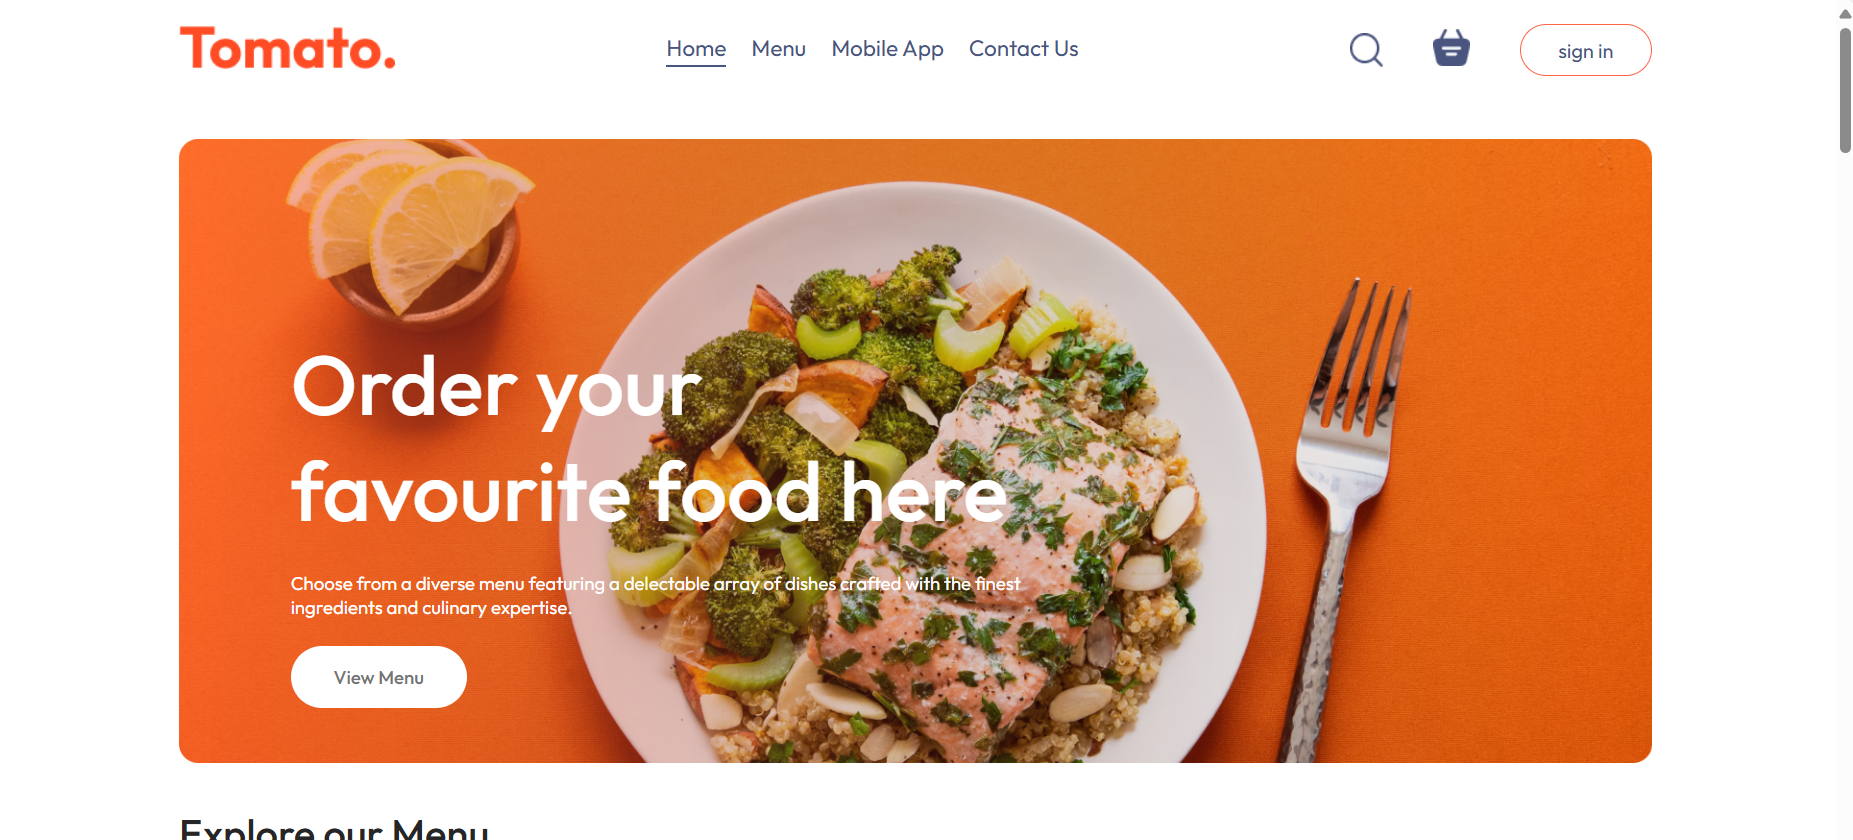 Tomato.
Home Menu Mobile App Contact Us
sign in
Order your
favourite food here
Choose from a diverse menu featuring a delectable array of dishes crafted with the finest
ingredients and culinary expertise.
View Menu
Explore our Menu